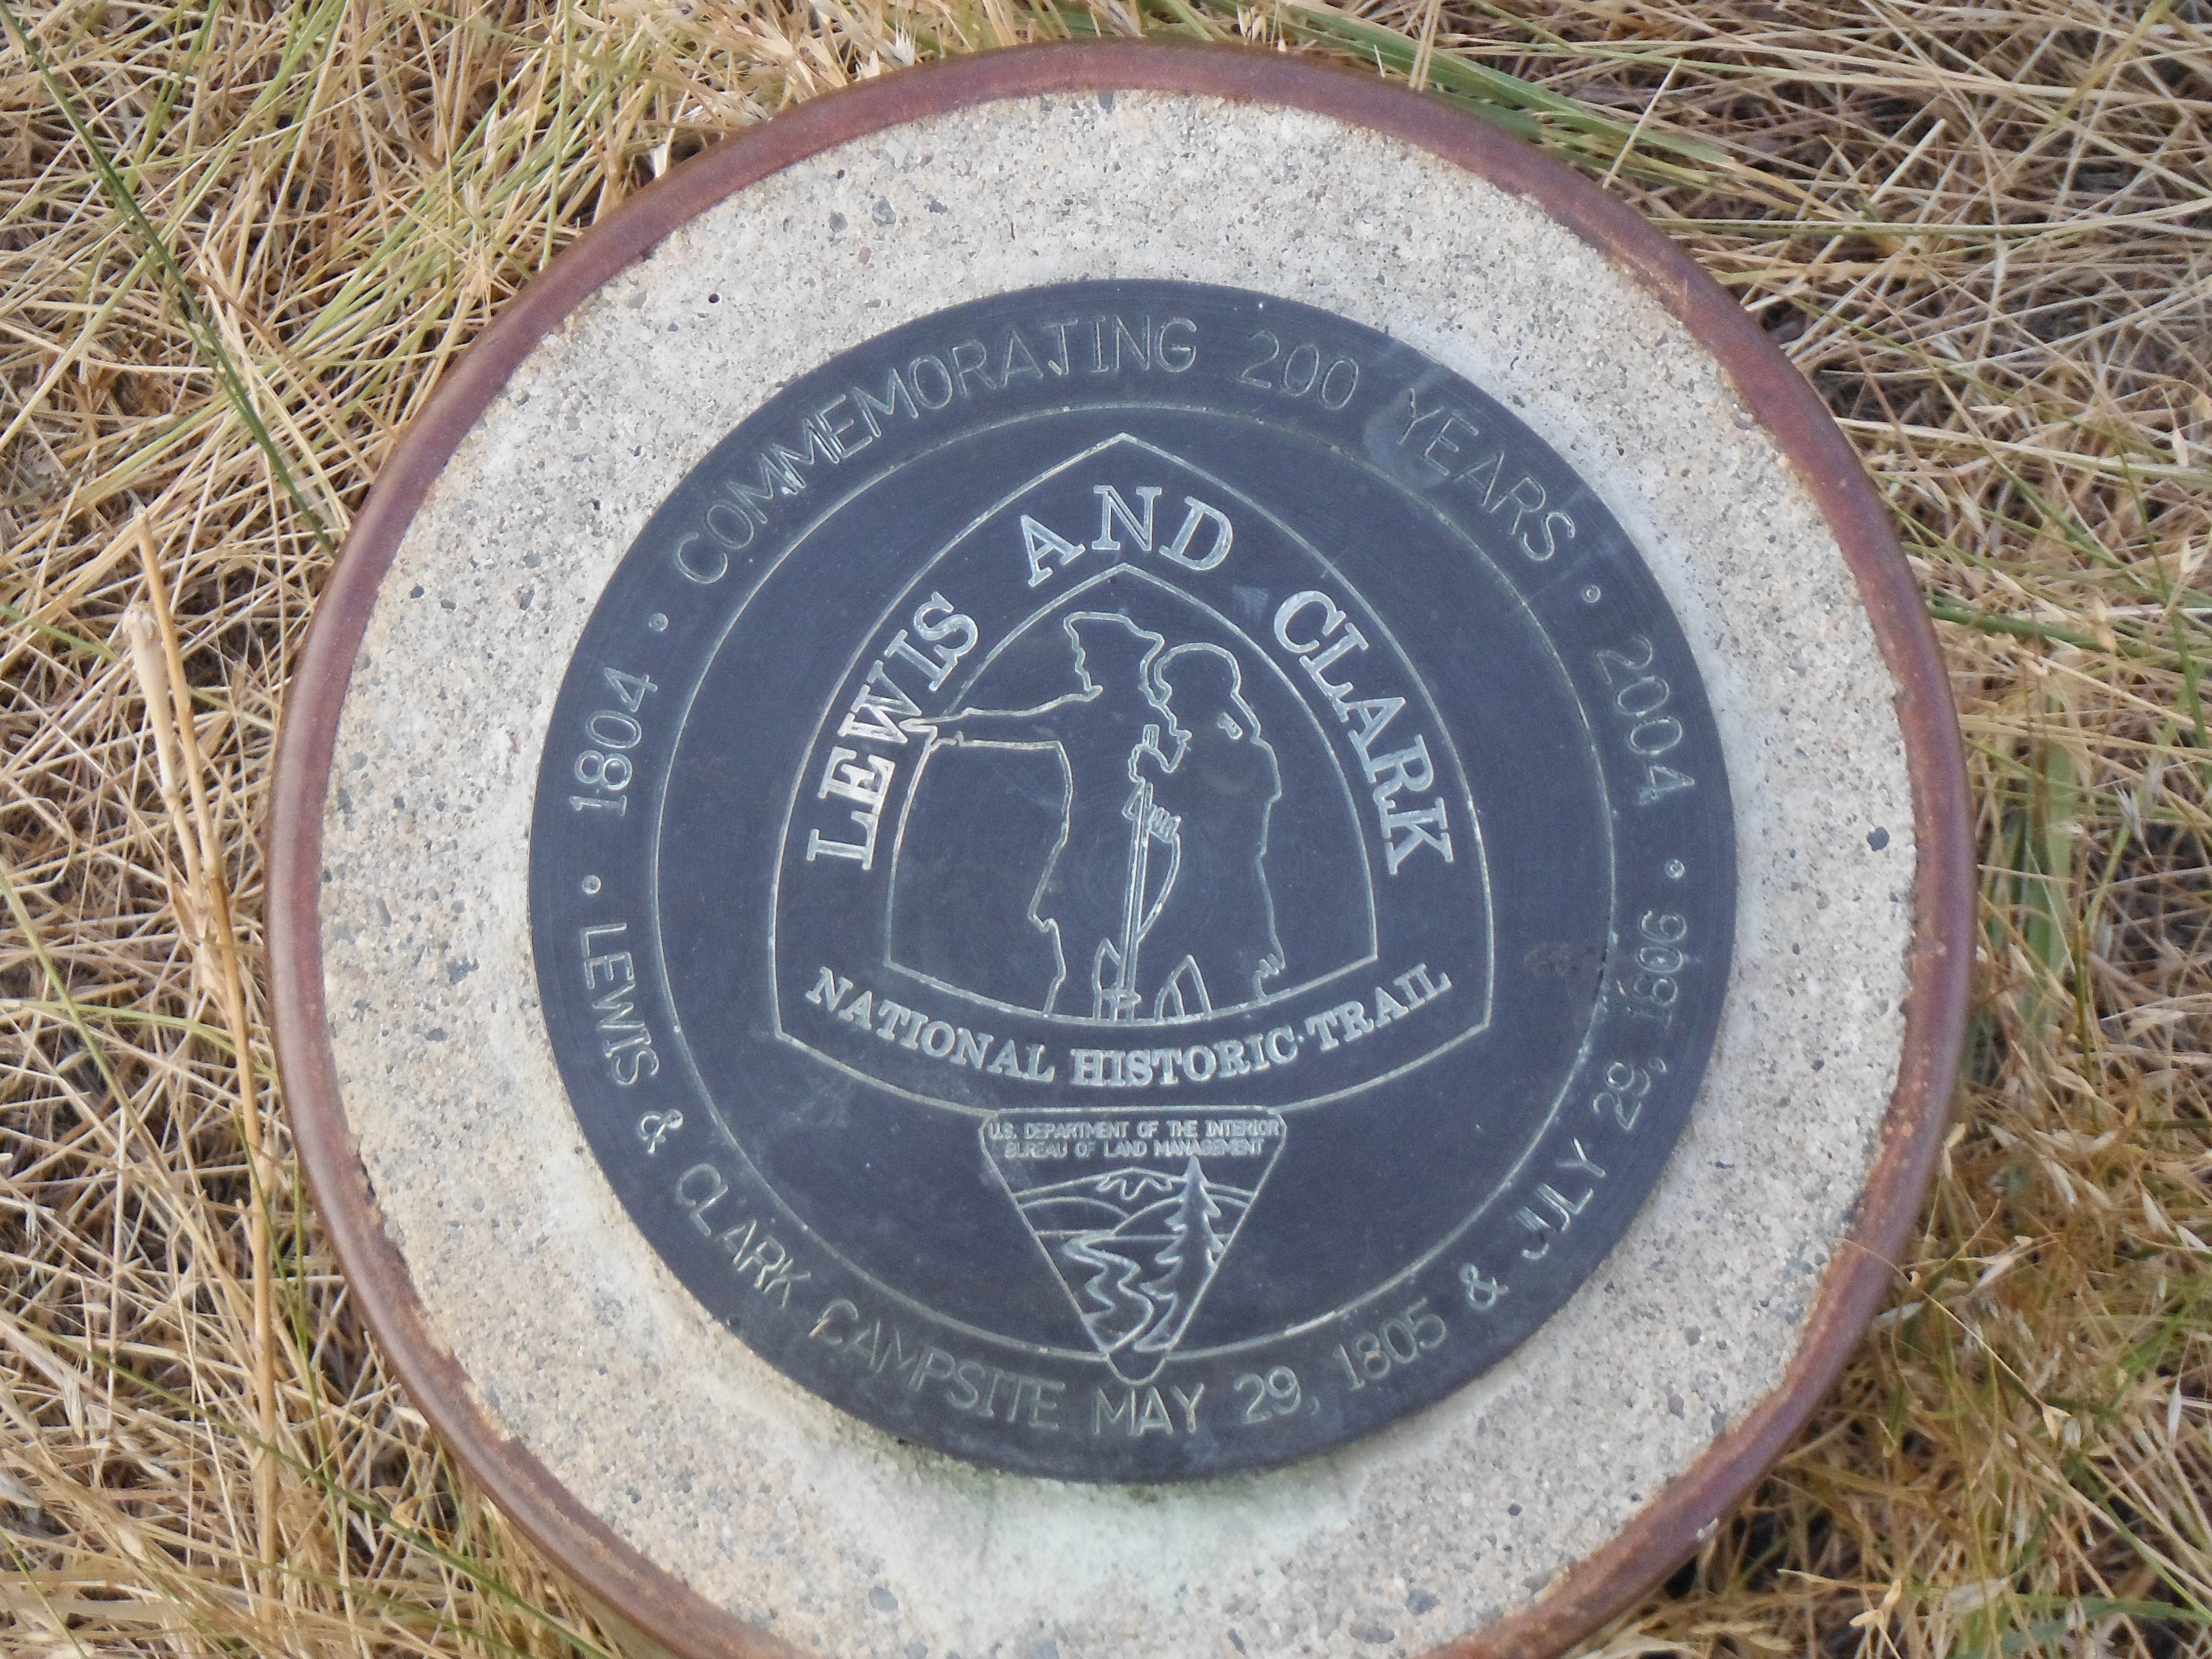 1804 • COMMEMORATING 200 YEARS • 2004
• LEWIS & CLARK CAMPSITE MAY 29, 1805 & JULY 29, 1806 •
LEWIS AND CLARK
NATIONAL HISTORIC TRAIL
U.S. DEPARTMENT OF THE INTERIOR
BUREAU OF LAND MANAGEMENT